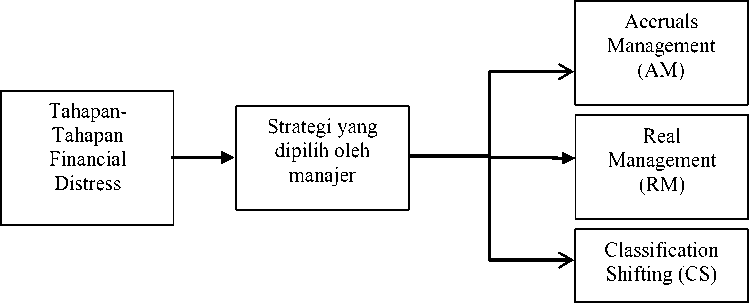 Tahapan-
Tahapan
Financial
Distress
Strategi yang
dipilih oleh
manajer
Accruals
Management
(AM)
Real
Management
(RM)
Classification
Shifting (CS)